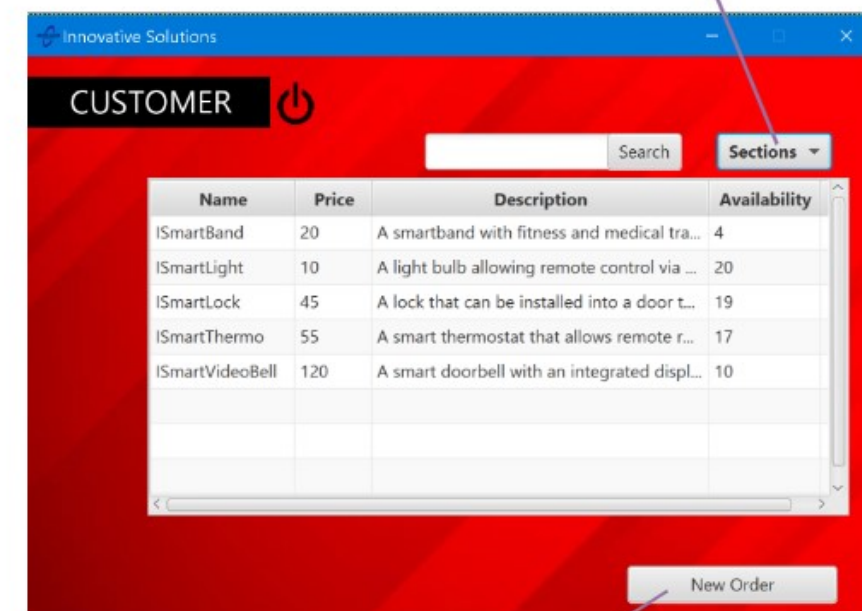 Innovative Solutions
CUSTOMER
Search
Sections
Name Price Description Availability
ISmartBand 20 A smartband with fitness and medical tra... 4
ISmartLight 10 A light bulb allowing remote control via ... 20
ISmartLock 45 A lock that can be installed into a door t... 19
ISmartThermo 55 A smart thermostat that allows remote r... 17
ISmartVideoBell 120 A smart doorbell with an integrated displ... 10
New Order